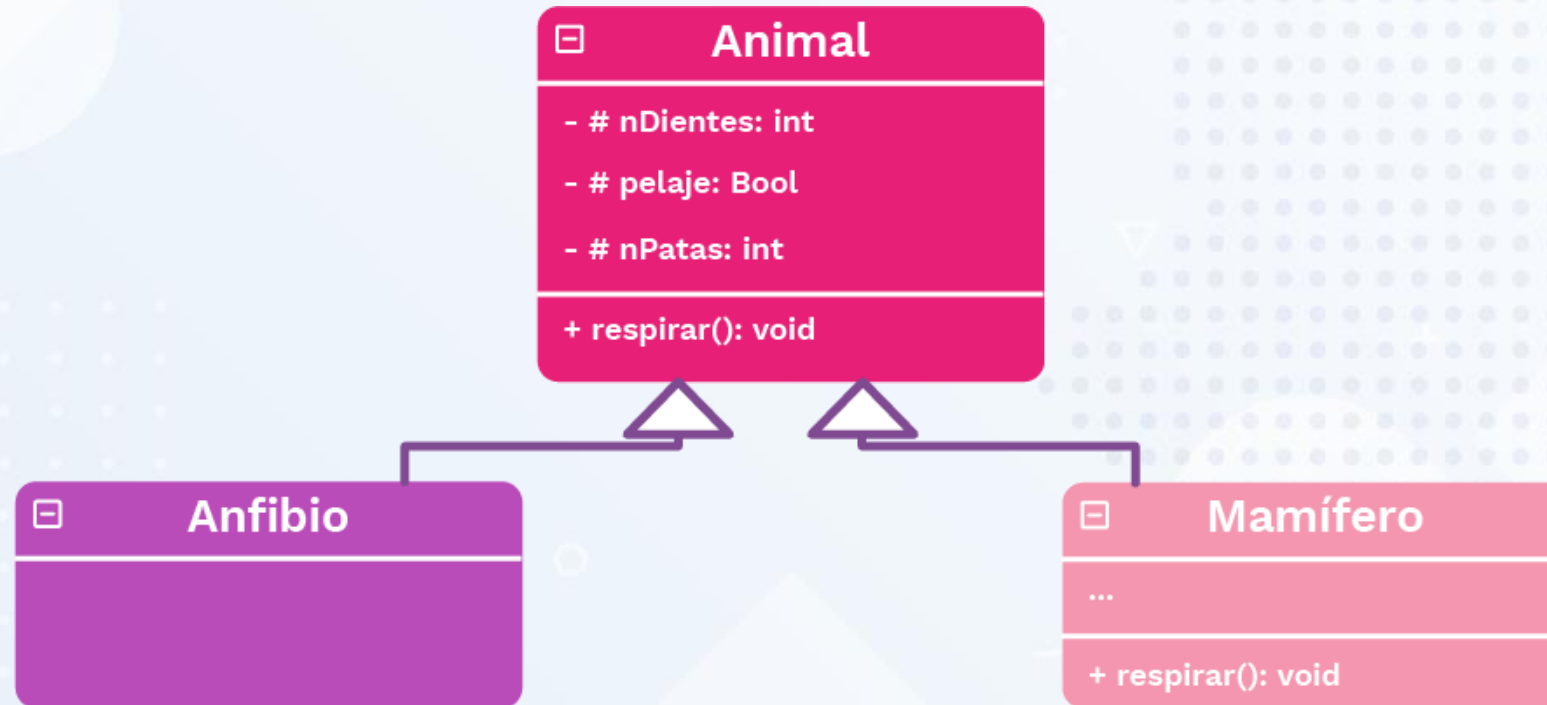 Animal
- # nDientes: int
- # pelaje: Bool
- # nPatas: int
+ respirar(): void
Anfibio
Mamífero
...
+ respirar(): void